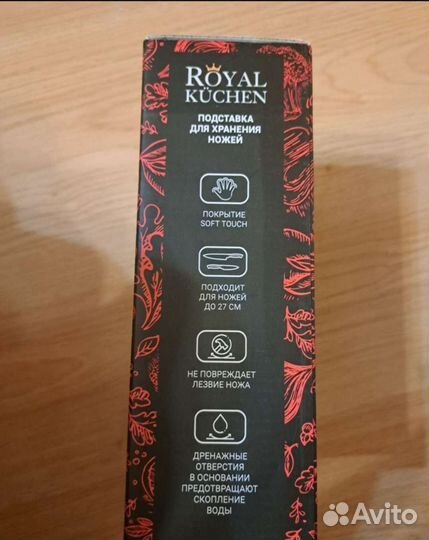 ROYAL
KÜCHEN
ПОДСТАВКА
ДЛЯ ХРАНЕНИЯ
НОЖЕЙ
ПОКРЫТИЕ
SOFT TOUCH
ПОДХОДИТ
ДЛЯ НОЖЕЙ
ДО 27 СМ
НЕ ПОВРЕЖДАЕТ
ЛЕЗВИЕ НОЖА
ДРЕНАЖНЫЕ
ОТВЕРСТИЯ
В ОСНОВАНИИ
ПРЕДОТВРАЩАЮТ
СКОПЛЕНИЕ
ВОДЫ
Avito